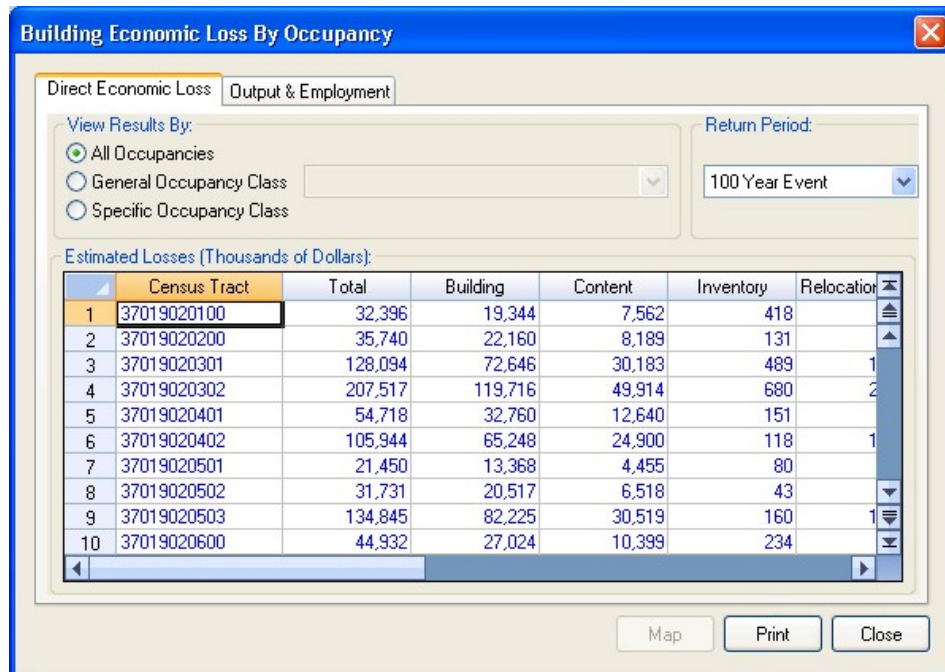 Building Economic Loss By Occupancy
Direct Economic Loss Output & Employment
View Results By: Return Period:
All Occupancies
General Occupancy Class 100 Year Event
Specific Occupancy Class
Estimated Losses (Thousands of Dollars):
Census Tract Total Building Content Inventory Relocation
1 37019020100 32,396 19,344 7,562 418
2 37019020200 35,740 22,160 8,189 131
3 37019020301 128,094 72,646 30,183 489 1
4 37019020302 207,517 119,716 49,914 680 2
5 37019020401 54,718 32,760 12,640 151
6 37019020402 105,944 65,248 24,900 118 1
7 37019020501 21,450 13,368 4,455 80
8 37019020502 31,731 20,517 6,518 43
9 37019020503 134,845 82,225 30,519 160 1
10 37019020600 44,932 27,024 10,399 234
Map Print Close